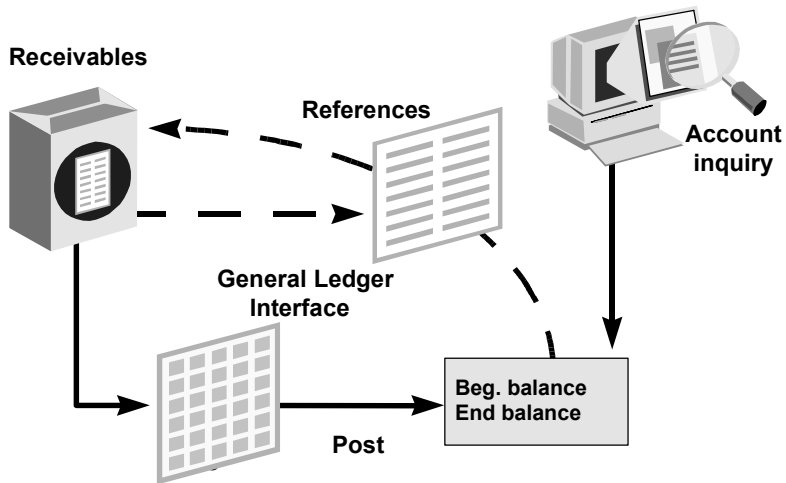 Receivables
References
Account
inquiry
General Ledger
Interface
Beg. balance
End balance
Post